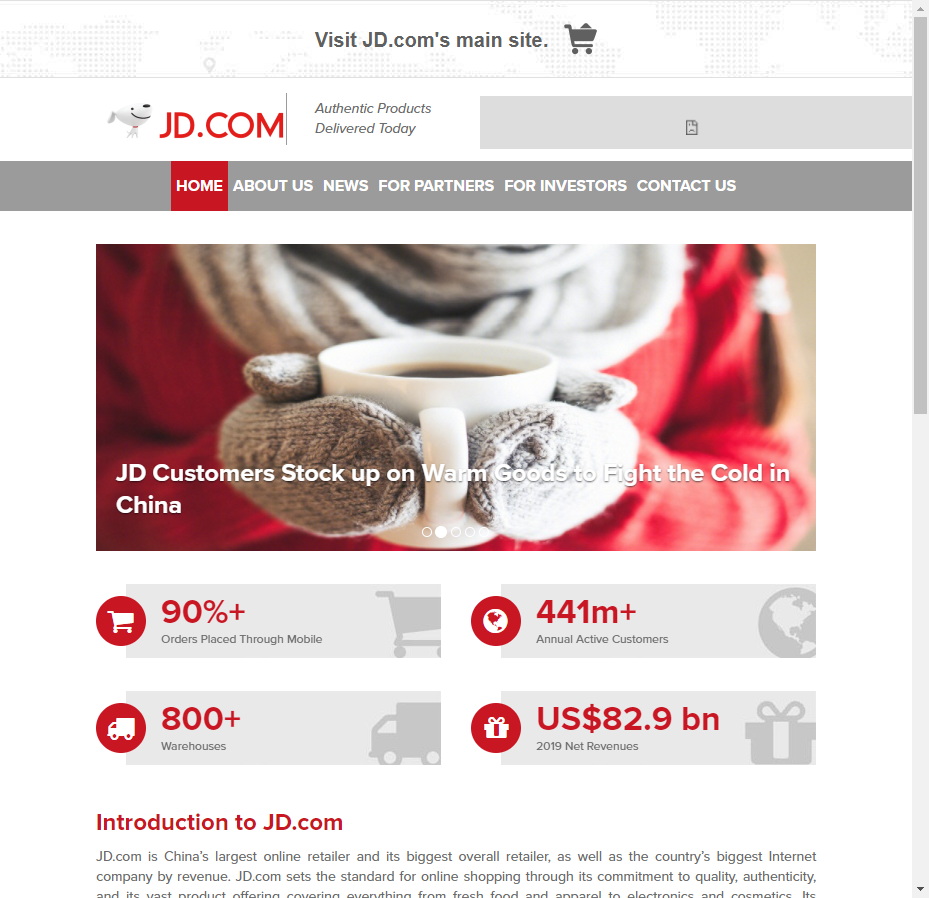 Visit JD.com's main site.
JD.COM
Authentic Products
Delivered Today
HOME ABOUT US NEWS FOR PARTNERS FOR INVESTORS CONTACT US
JD Customers Stock up on Warm Goods to Fight the Cold in
China
90%+
Orders Placed Through Mobile
441m+
Annual Active Customers
800+
Warehouses
US$82.9 bn
2019 Net Revenues
Introduction to JD.com
JD.com is China’s largest online retailer and its biggest overall retailer, as well as the country’s biggest Internet
company by revenue. JD.com sets the standard for online shopping through its commitment to quality, authenticity,
and its vast product offering covering everything from fresh food and apparel to electronics and cosmetics. Its